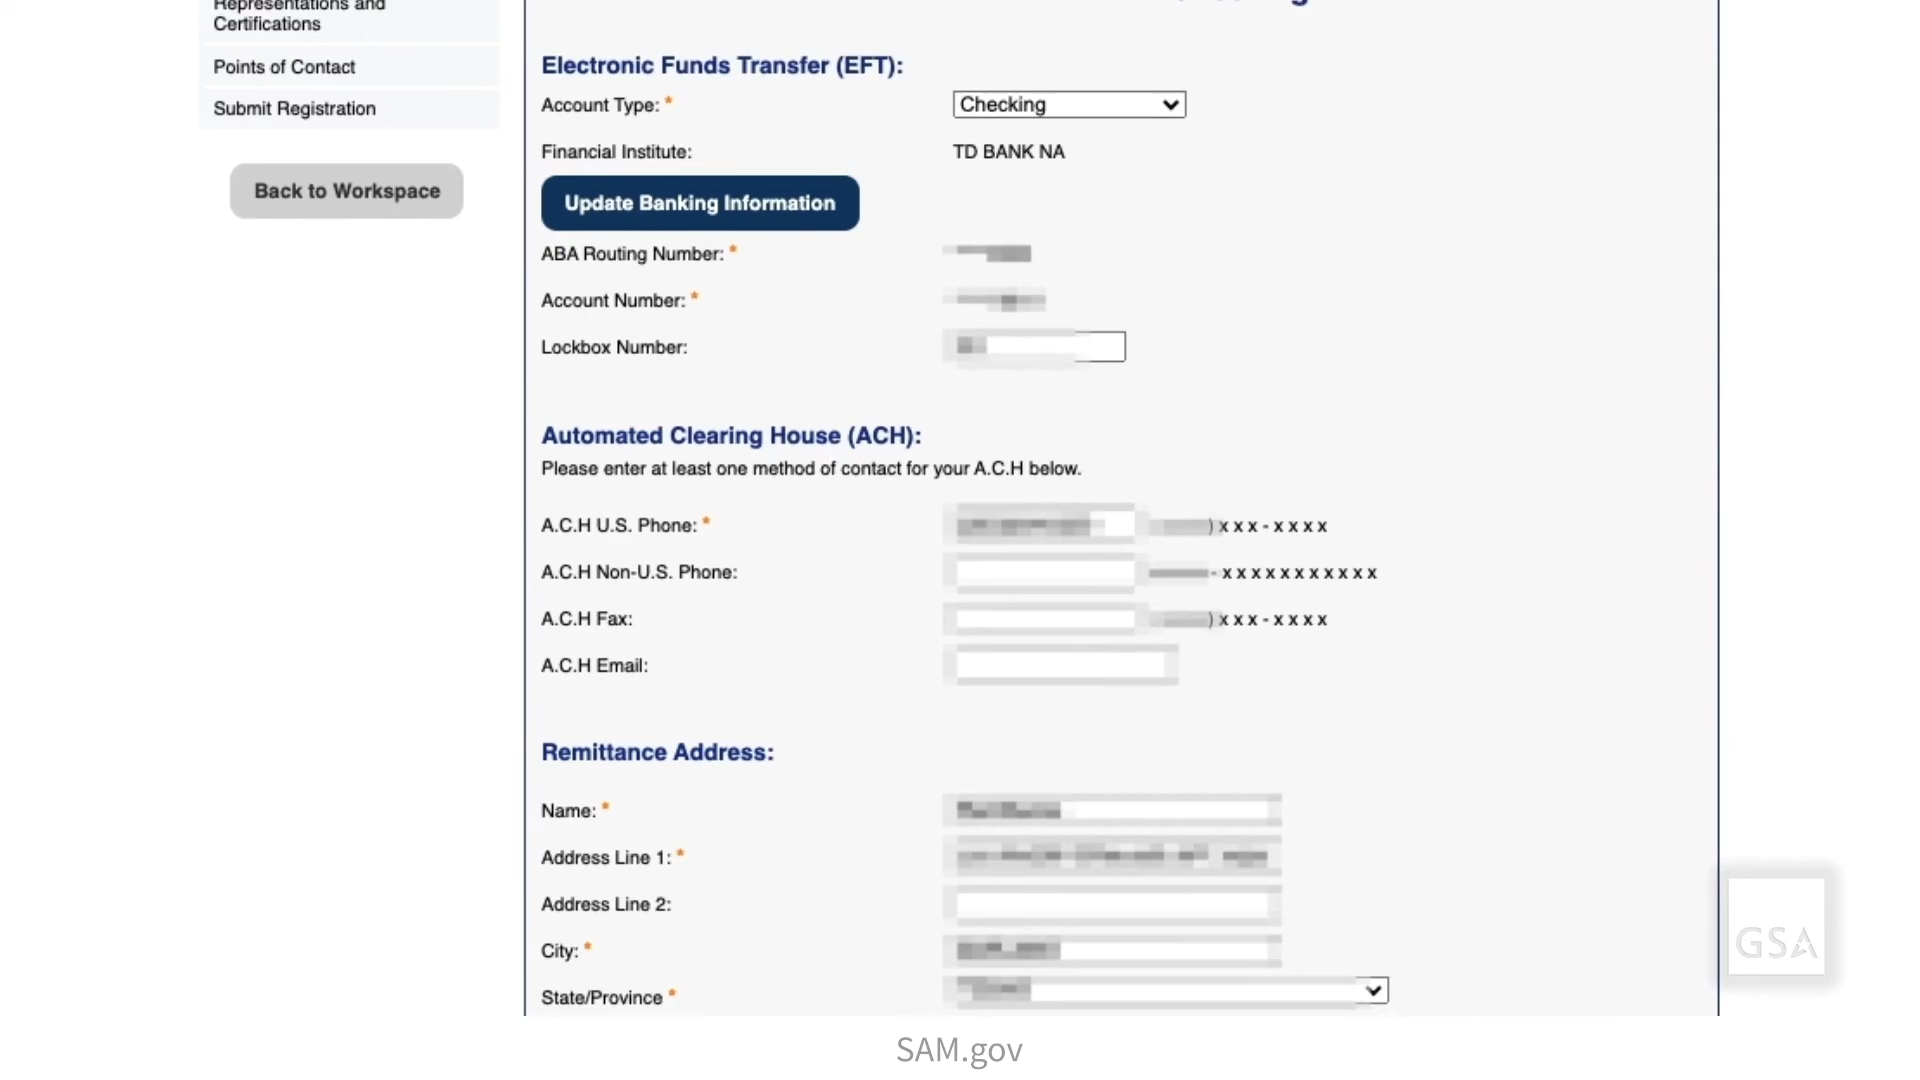 Representations and
Certifications
Points of Contact
Submit Registration
Back to Workspace
Electronic Funds Transfer (EFT):
Account Type: * Checking
Financial Institute: TD BANK NA
Update Banking Information
ABA Routing Number: *
Account Number: *
Lockbox Number:
Automated Clearing House (ACH):
Please enter at least one method of contact for your A.C.H below.
A.C.H U.S. Phone: * ) x x x - x x x x
A.C.H Non-U.S. Phone: - x x x x x x x x x x x
A.C.H Fax: ) x x x - x x x x
A.C.H Email:
Remittance Address:
Name: *
Address Line 1: *
Address Line 2:
City: *
State/Province *
GSA
SAM.gov